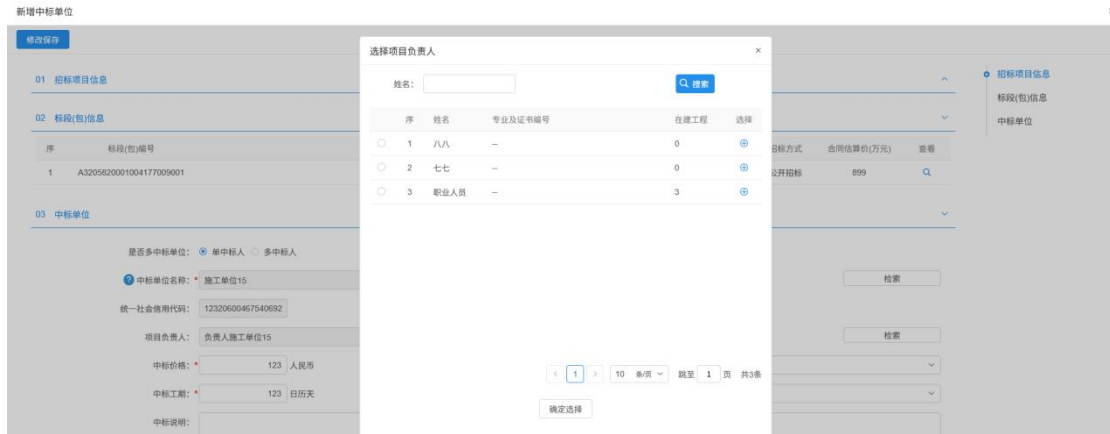 新增中标单位
修改保存
选择项目负责人 ×
姓名： 搜索
序 姓名 专业及证书编号 在建工程 选择
1 八八 -- 0
2 七七 -- 0
3 职业人员 -- 3
< 1 > 10 条/页 跳至 1 页 共3条
确定选择
01 招标项目信息
02 标段(包)信息
序 标段(包)编号 招标方式 合同估算价(万元) 查看
1 A3205820001004177009001 公开招标 899
03 中标单位
是否多中标单位： 单中标人 多中标人
? 中标单位名称：* 施工单位15 检索
统一社会信用代码： 12320600467540692
项目负责人： 负责人施工单位15 检索
中标价格：* 123 人民币
中标工期：* 123 日历天
中标说明：
招标项目信息
标段(包)信息
中标单位